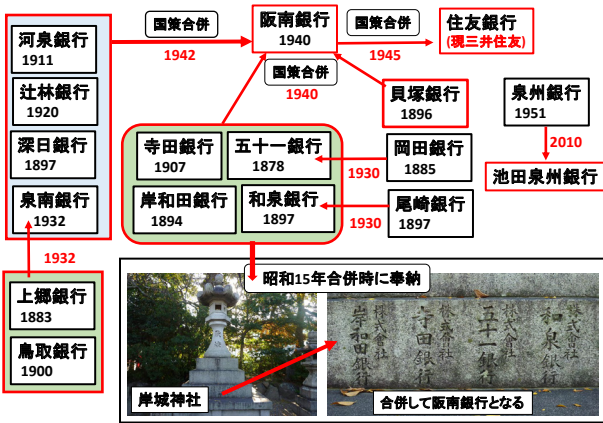 河泉銀行
1911
辻林銀行
1920
深日銀行
1897
泉南銀行
1932
1932
上郷銀行
1883
鳥取銀行
1900
国策合併
1942
阪南銀行
1940
国策合併
1940
国策合併
1945
住友銀行
(現三井住友)
貝塚銀行
1896
泉州銀行
1951
2010
池田泉州銀行
寺田銀行
1907
五十一銀行
1878
岸和田銀行
1894
和泉銀行
1897
岡田銀行
1885
1930
尾崎銀行
1897
1930
昭和15年合併時に奉納
岸城神社
株式会社
岸和田銀行
株式会社
寺田銀行
株式会社
五十一銀行
株式会社
和泉銀行
合併して阪南銀行となる